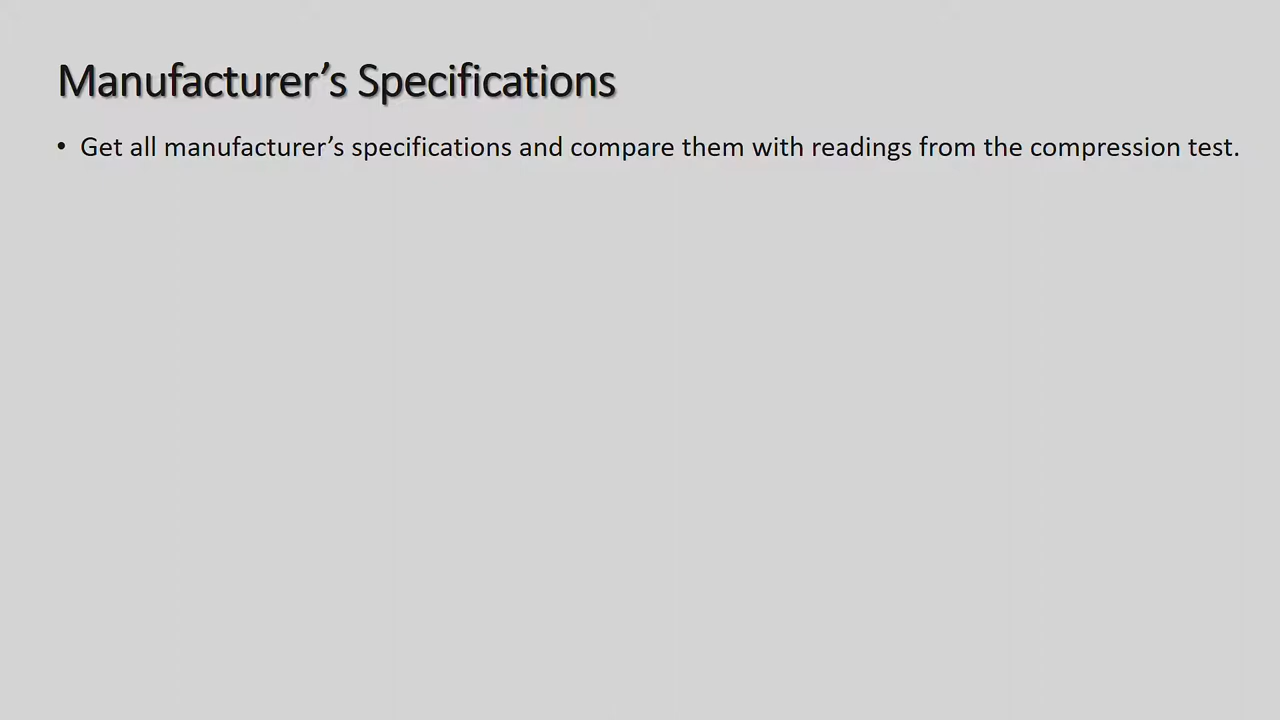 Manufacturer’s Specifications
• Get all manufacturer’s specifications and compare them with readings from the compression test.